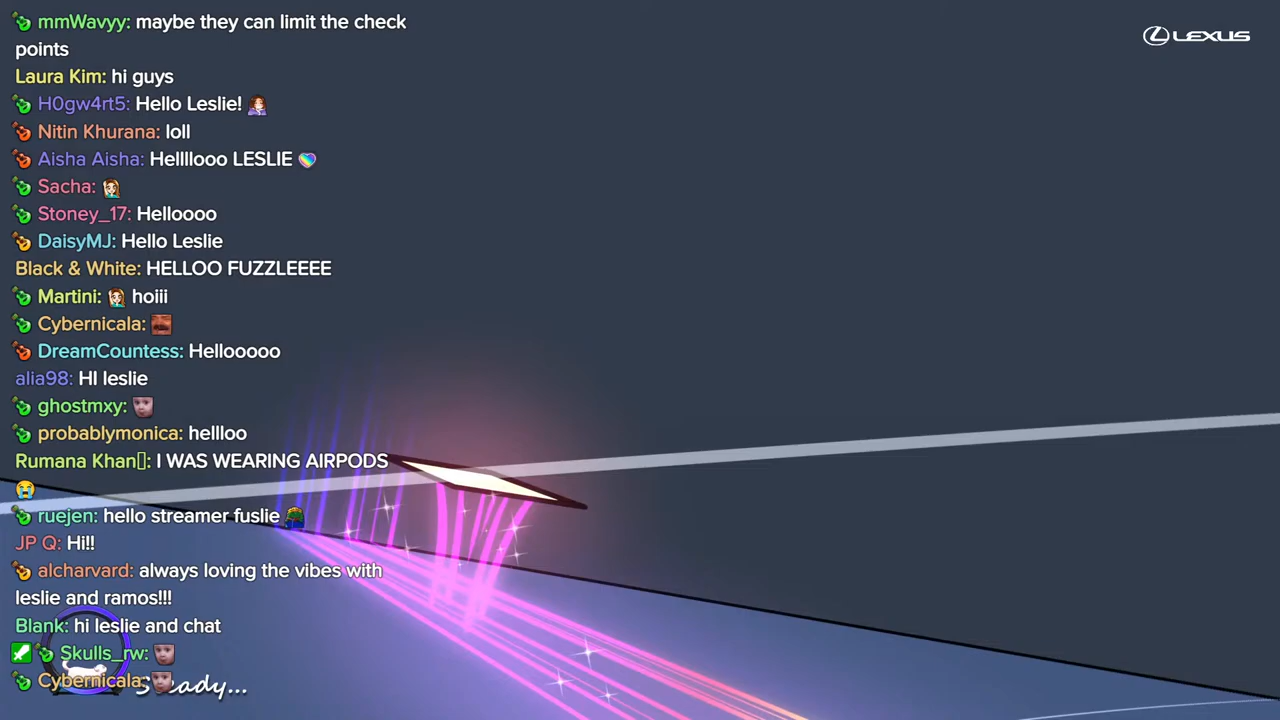 mmWavyy: maybe they can limit the check
points
Laura Kim: hi guys
H0gw4rt5: Hello Leslie!
Nitin Khurana: loll
Aisha Aisha: Hellllooo LESLIE
Sacha:
Stoney_17: Helloooo
DaisyMJ: Hello Leslie
Black & White: HELLOO FUZZLEEEE
Martini: hoiii
Cybernicala:
DreamCountess: Hellooooo
alia98: HI leslie
ghostmxy:
probablymonica: hellloo
Rumana Khan▯: I WAS WEARING AIRPODS
ruejen: hello streamer fuslie
JP Q: Hi!!
alcharvard: always loving the vibes with
leslie and ramos!!!
Blank: hi leslie and chat
Skulls_rw:
Cybernicala:
Steady...
LEXUS